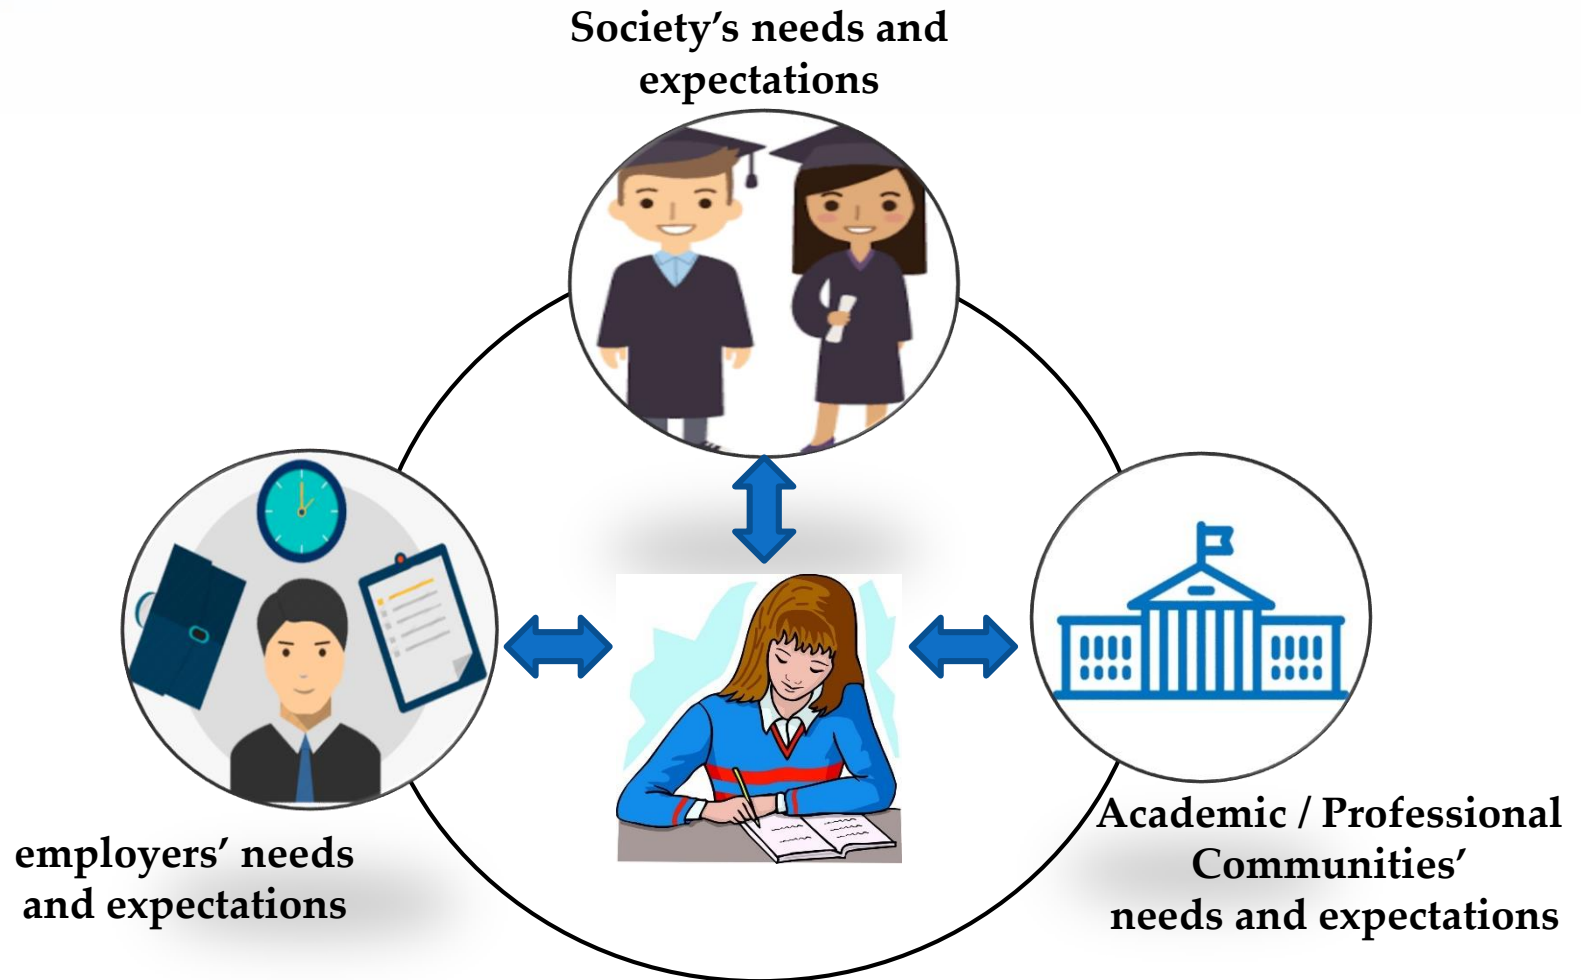 Society’s needs and
expectations
employers’ needs
and expectations
Academic / Professional
Communities’
needs and expectations